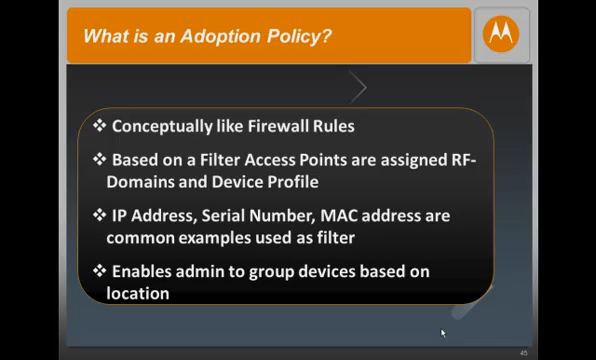 What is an Adoption Policy?
❖ Conceptually like Firewall Rules
❖ Based on a Filter Access Points are assigned RF-
Domains and Device Profile
❖ IP Address, Serial Number, MAC address are
common examples used as filter
❖ Enables admin to group devices based on
location
45